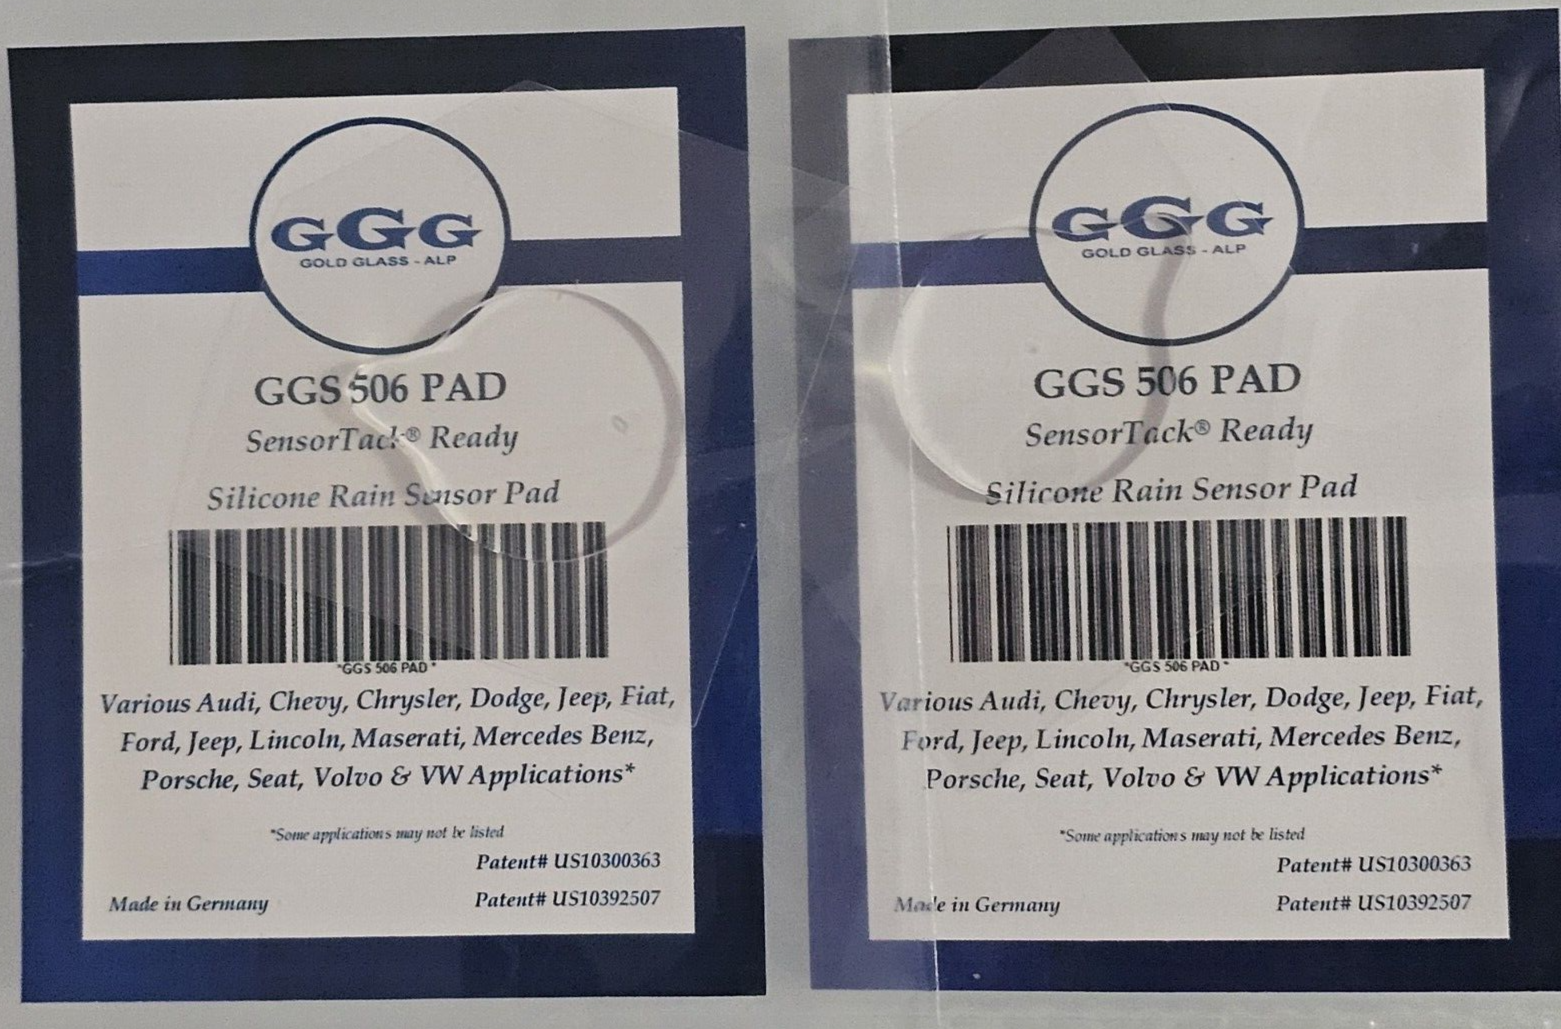 GGG
GOLD GLASS - ALP
GGS 506 PAD
SensorTack® Ready
Silicone Rain Sensor Pad
*GGS 506 PAD *
Various Audi, Chevy, Chrysler, Dodge, Jeep, Fiat,
Ford, Jeep, Lincoln, Maserati, Mercedes Benz,
Porsche, Seat, Volvo & VW Applications*
*Some applications may not be listed
Patent# US10300363
Made in Germany
Patent# US10392507
GGG
GOLD GLASS - ALP
GGS 506 PAD
SensorTack® Ready
Silicone Rain Sensor Pad
*GGS 506 PAD *
Various Audi, Chevy, Chrysler, Dodge, Jeep, Fiat,
Ford, Jeep, Lincoln, Maserati, Mercedes Benz,
Porsche, Seat, Volvo & VW Applications*
*Some applications may not be listed
Patent# US10300363
Made in Germany
Patent# US10392507